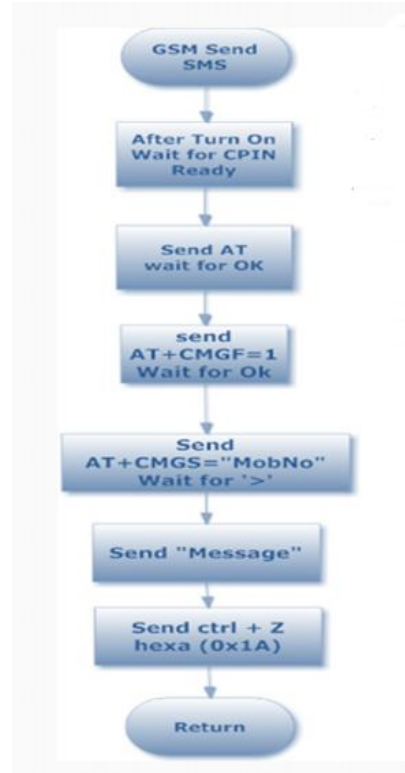 GSM Send
SMS
After Turn On
Wait for CPIN
Ready
Send AT
wait for OK
send
AT+CMGF=1
Wait for Ok
Send
AT+CMGS="MobNo"
Wait for '>'
Send "Message"
Send ctrl + Z
hexa (0x1A)
Return